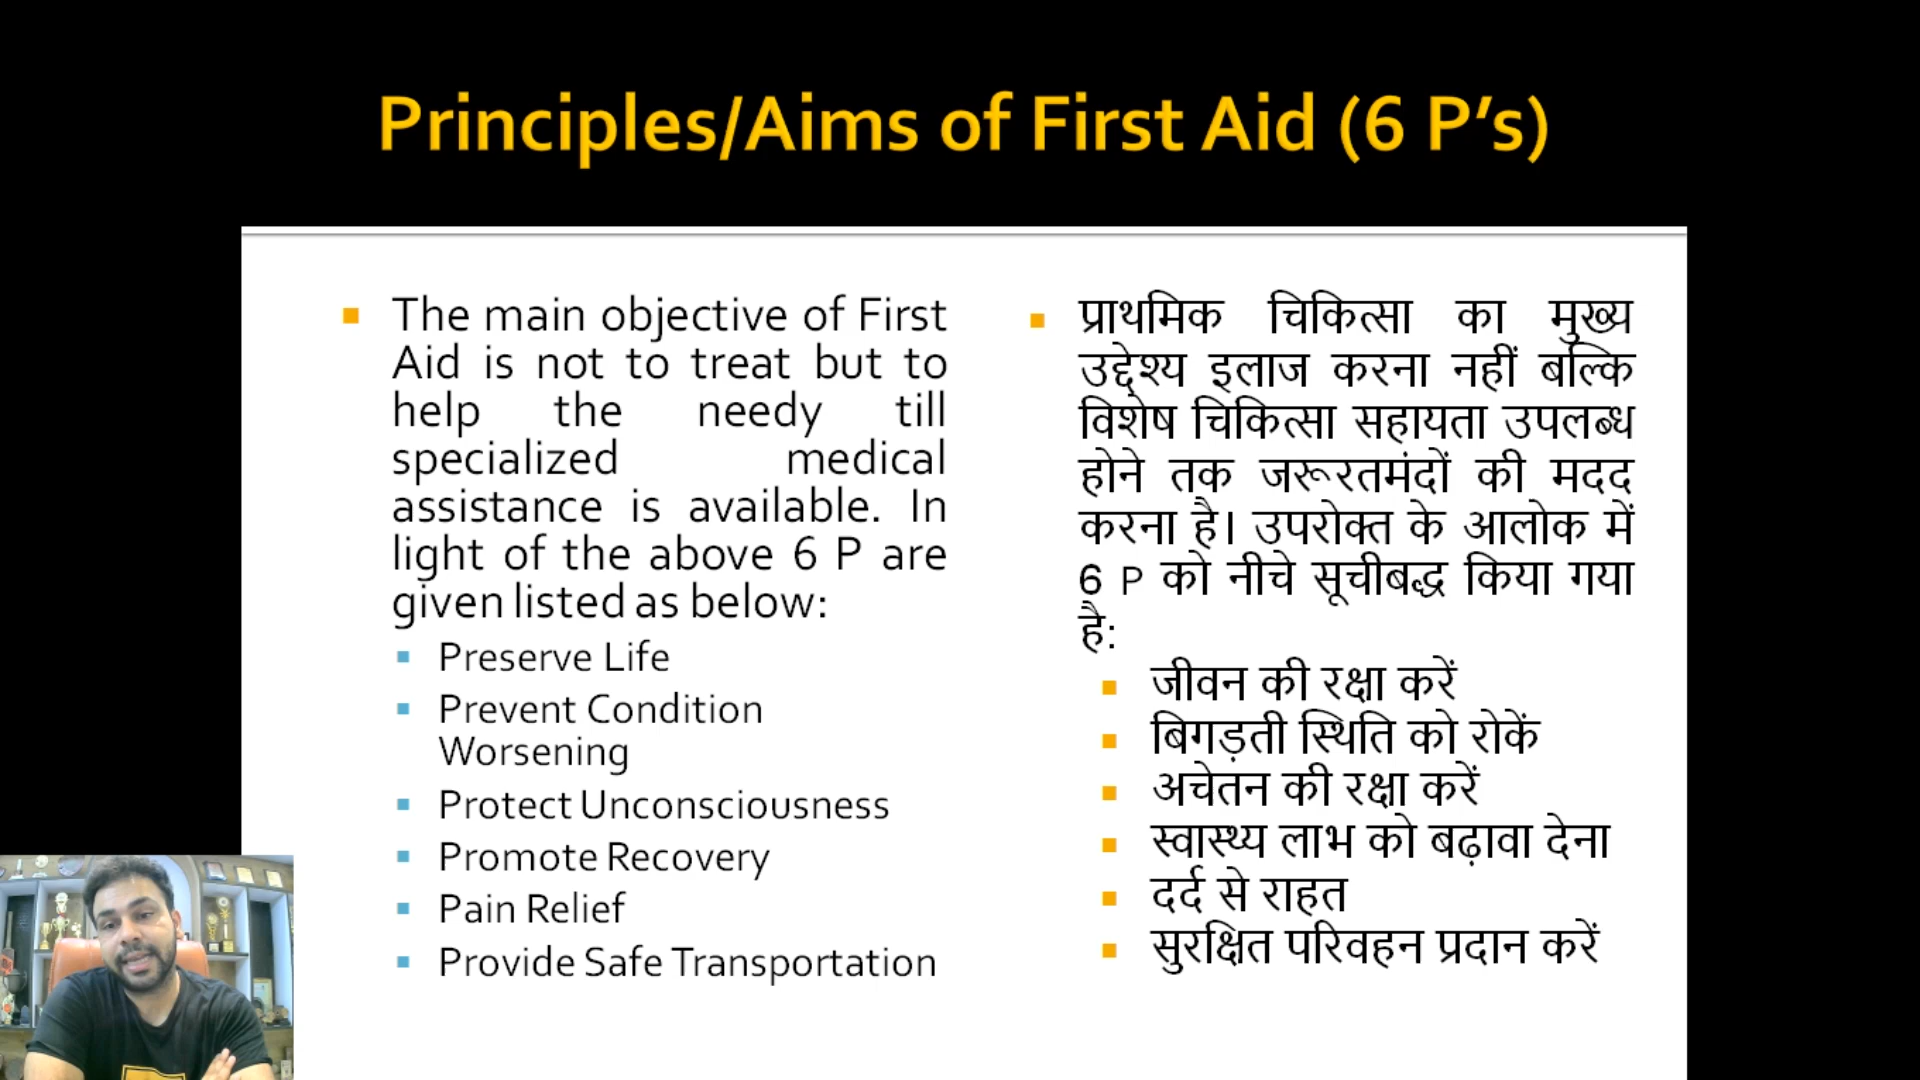 Principles/Aims of First Aid (6 P’s)
The main objective of First
Aid is not to treat but to
help the needy till
specialized medical
assistance is available. In
light of the above 6 P are
given listed as below:
Preserve Life
Prevent Condition
Worsening
Protect Unconsciousness
Promote Recovery
Pain Relief
Provide Safe Transportation
प्राथमिक चिकित्सा का मुख्य
उद्देश्य इलाज करना नहीं बल्कि
विशेष चिकित्सा सहायता उपलब्ध
होने तक जरूरतमंदों की मदद
करना है। उपरोक्त के आलोक में
6 P को नीचे सूचीबद्ध किया गया
है:
जीवन की रक्षा करें
बिगड़ती स्थिति को रोकें
अचेतन की रक्षा करें
स्वास्थ्य लाभ को बढ़ावा देना
दर्द से राहत
सुरक्षित परिवहन प्रदान करें